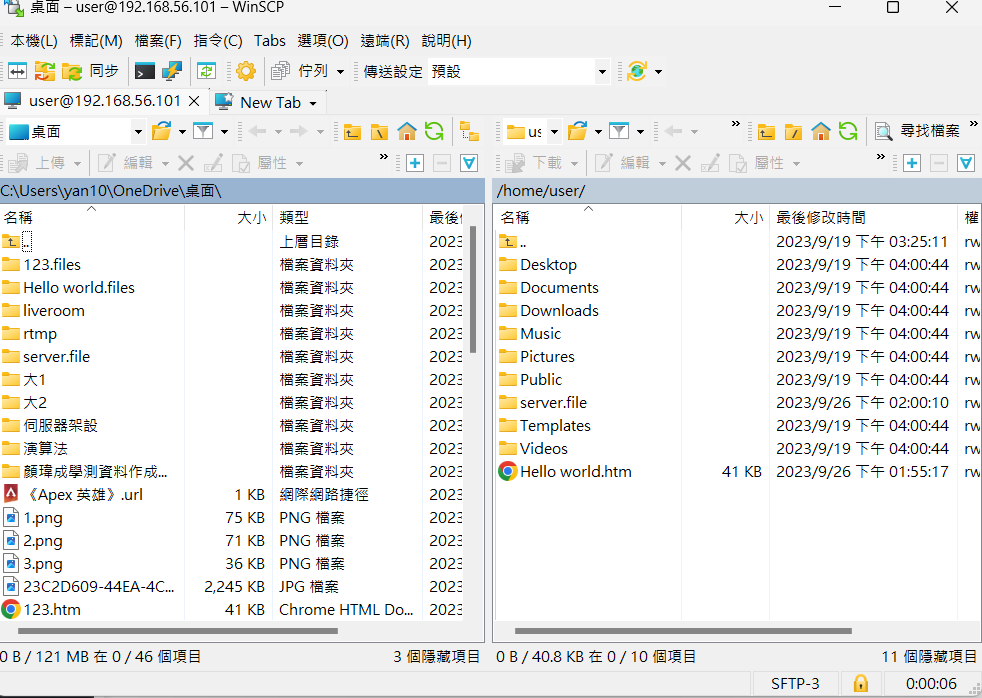 桌面 – user@192.168.56.101 – WinSCP
本機(L) 標記(M) 檔案(F) 指令(C) Tabs 選項(O) 遠端(R) 說明(H)
同步 佇列 傳送設定 預設
user@192.168.56.101 New Tab
桌面 us 尋找檔案 »
上傳 編輯 屬性 » 下載 編輯 屬性 »
C:\Users\yan10\OneDrive\桌面\ /home/user/
名稱 大小 類型 最後 名稱 大小 最後修改時間 權
.. 上層目錄 2023 .. 2023/9/19 下午 03:25:11 rw
123.files 檔案資料夾 2023 Desktop 2023/9/19 下午 04:00:44 rw
Hello world.files 檔案資料夾 2023 Documents 2023/9/19 下午 04:00:44 rw
liveroom 檔案資料夾 2023 Downloads 2023/9/19 下午 04:00:44 rw
rtmp 檔案資料夾 2023 Music 2023/9/19 下午 04:00:44 rw
server.file 檔案資料夾 2023 Pictures 2023/9/19 下午 04:00:44 rw
大1 檔案資料夾 2023 Public 2023/9/19 下午 04:00:44 rw
大2 檔案資料夾 2023 server.file 2023/9/26 下午 02:00:10 rw
伺服器架設 檔案資料夾 2023 Templates 2023/9/19 下午 04:00:44 rw
演算法 檔案資料夾 2023 Videos 2023/9/19 下午 04:00:44 rw
顏瑋成學測資料作成... 檔案資料夾 2023 Hello world.htm 41 KB 2023/9/26 下午 01:55:17 rw
《Apex 英雄》.url 1 KB 網際網路捷徑 2023
1.png 75 KB PNG 檔案 2023
2.png 71 KB PNG 檔案 2023
3.png 36 KB PNG 檔案 2023
23C2D609-44EA-4C... 2,245 KB JPG 檔案 2023
123.htm 41 KB Chrome HTML Do... 2023
0 B / 121 MB 在 0 / 46 個項目 3 個隱藏項目 0 B / 40.8 KB 在 0 / 10 個項目 11 個隱藏項目
SFTP-3 0:00:06